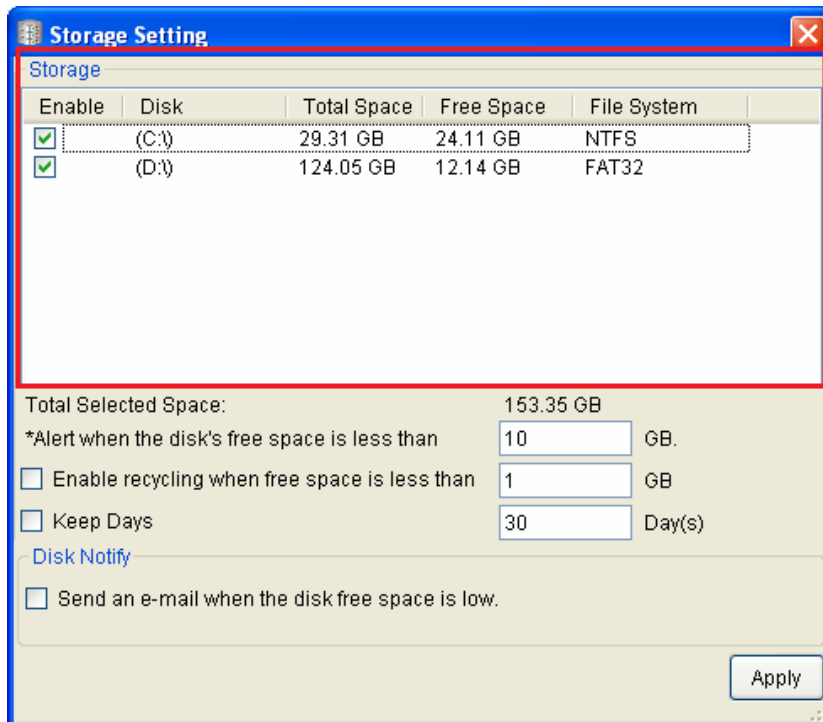 Storage Setting
Storage
Enable Disk Total Space Free Space File System
(C:\) 29.31 GB 24.11 GB NTFS
(D:\) 124.05 GB 12.14 GB FAT32
Total Selected Space: 153.35 GB
*Alert when the disk's free space is less than 10 GB.
Enable recycling when free space is less than 1 GB
Keep Days 30 Day(s)
Disk Notify
Send an e-mail when the disk free space is low.
Apply